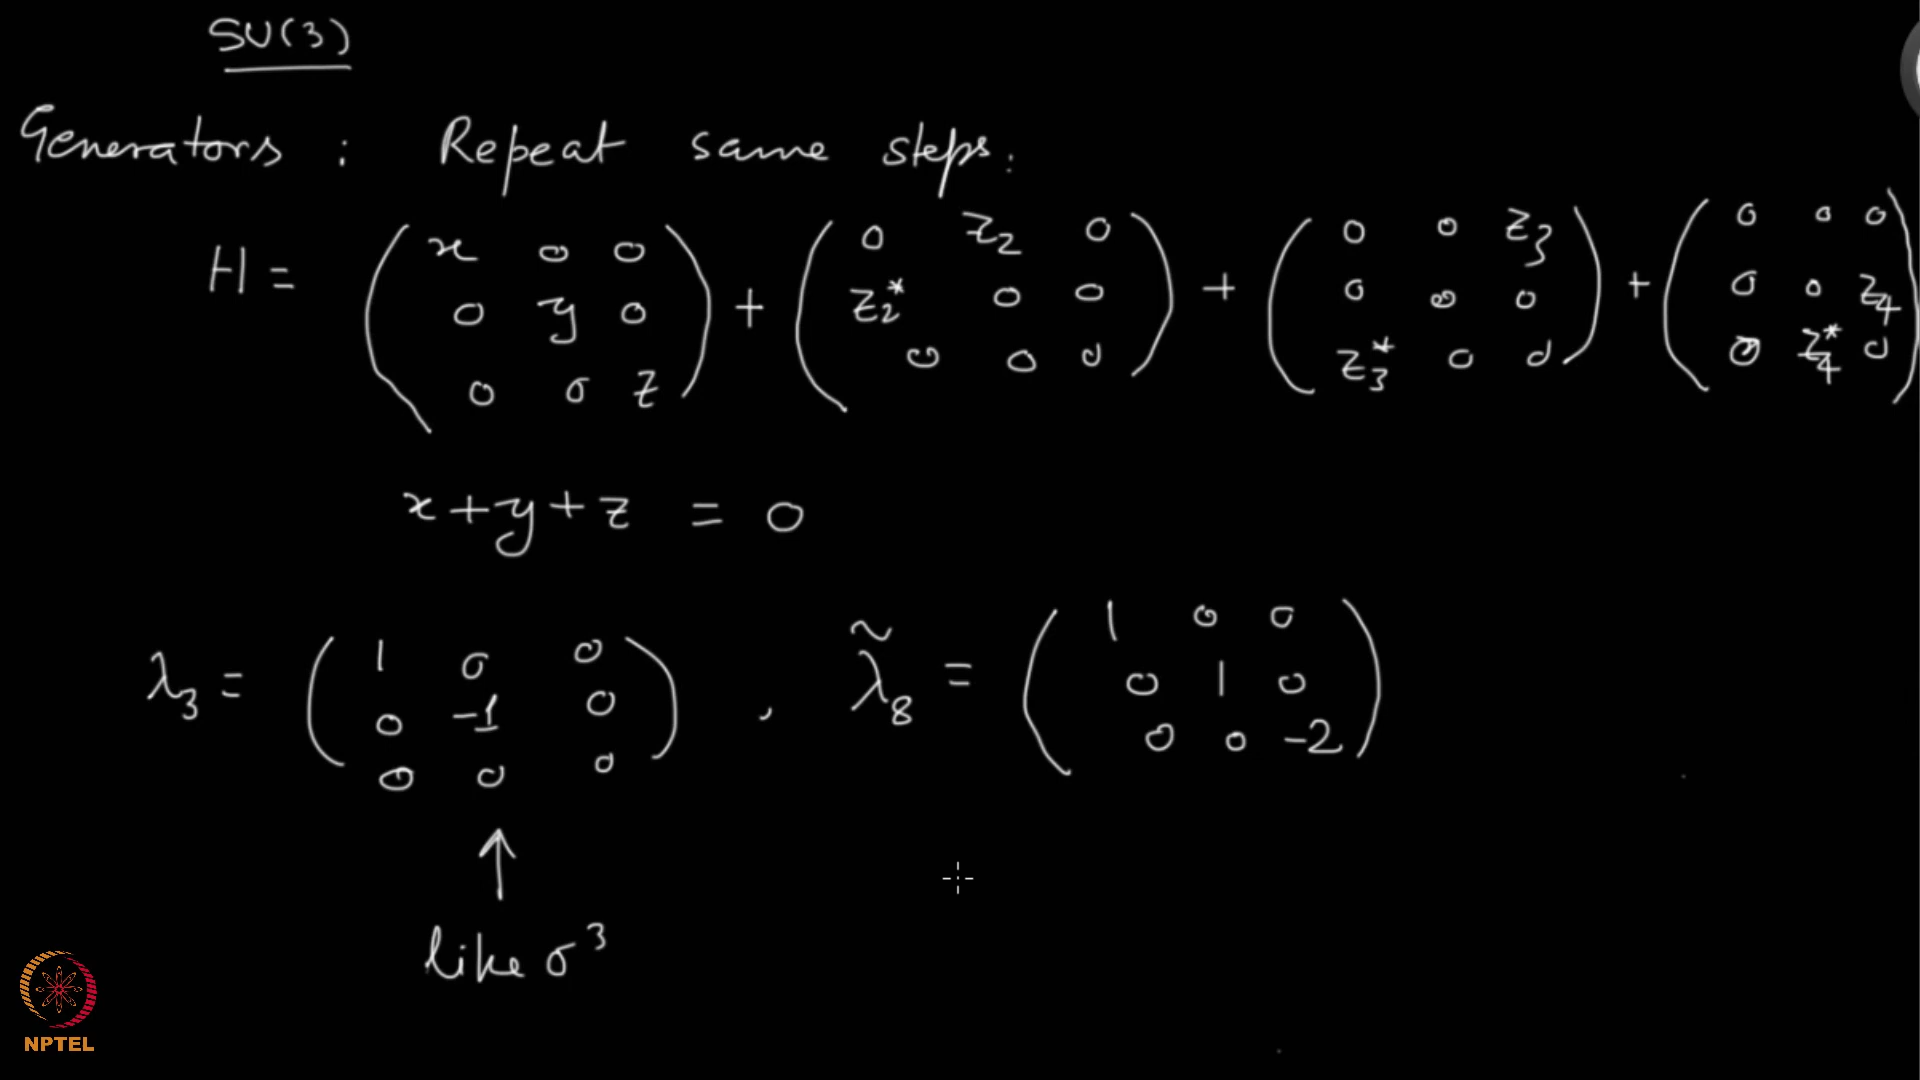 SU(3)
Generators : Repeat same steps.
H = ( x 0 0 ; 0 y 0 ; 0 0 z ) + ( 0 z₂ 0 ; z₂* 0 0 ; 0 0 0 ) + ( 0 0 z₃ ; 0 0 0 ; z₃* 0 0 ) + ( 0 0 0 ; 0 0 z₄ ; 0 z₄* 0 )
x + y + z = 0
λ₃ = ( 1 0 0 ; 0 -1 0 ; 0 0 0 ) , λ̃₈ = ( 1 0 0 ; 0 1 0 ; 0 0 -2 )
↑
like σ³
NPTEL